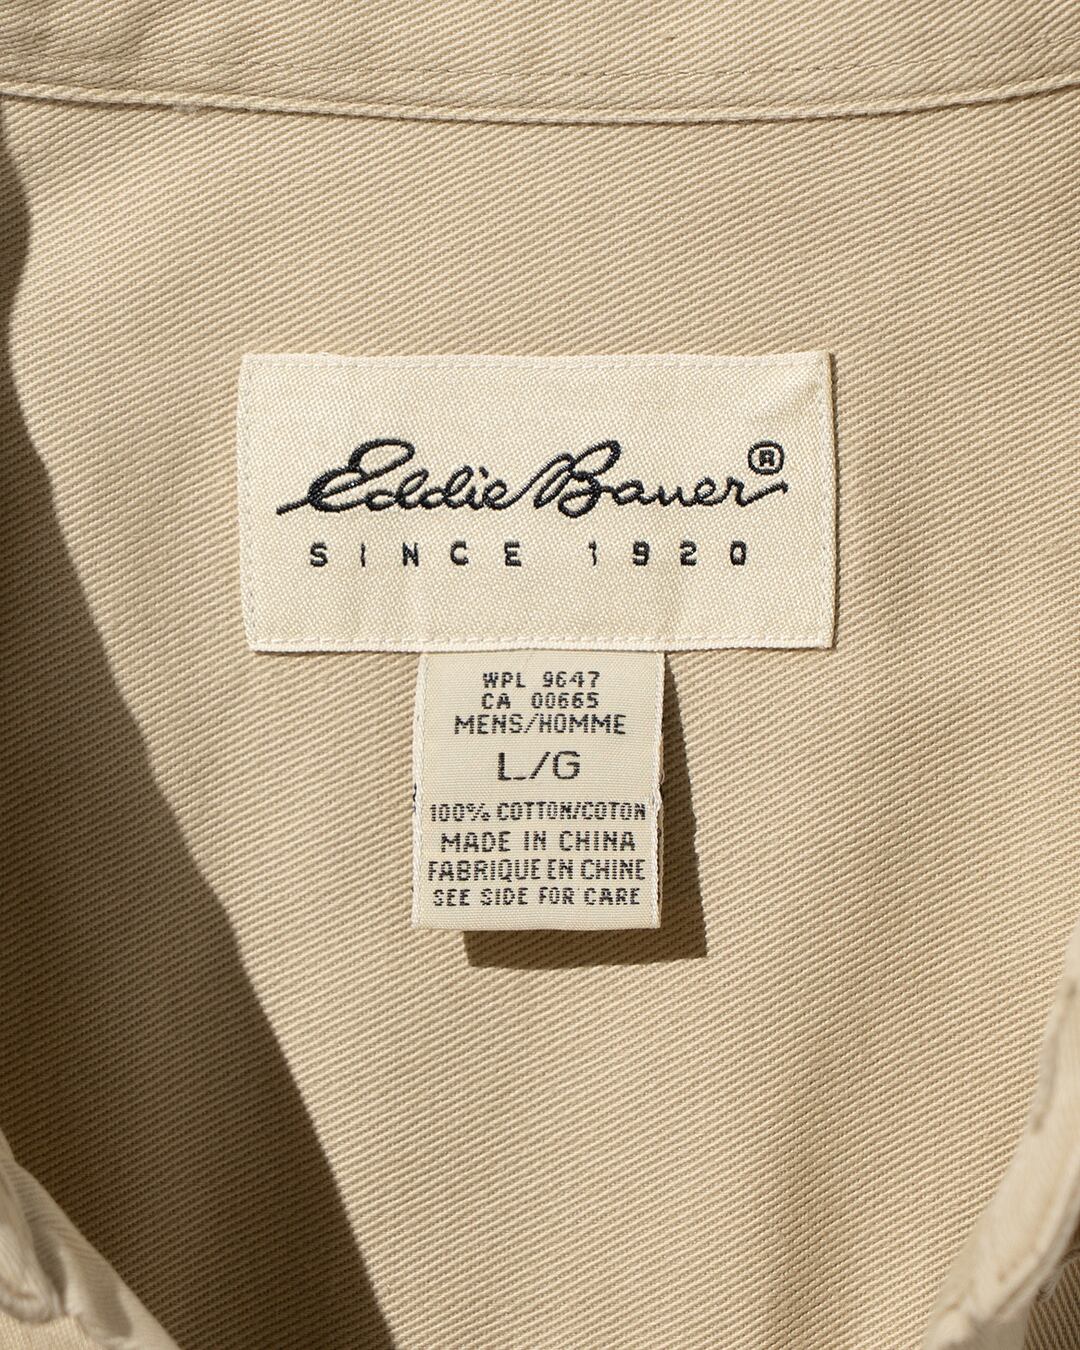 Eddie Bauer®
SINCE 1920
WPL 9647
CA 00665
MENS/HOMME
L/G
100% COTTON/COTON
MADE IN CHINA
FABRIQUE EN CHINE
SEE SIDE FOR CARE